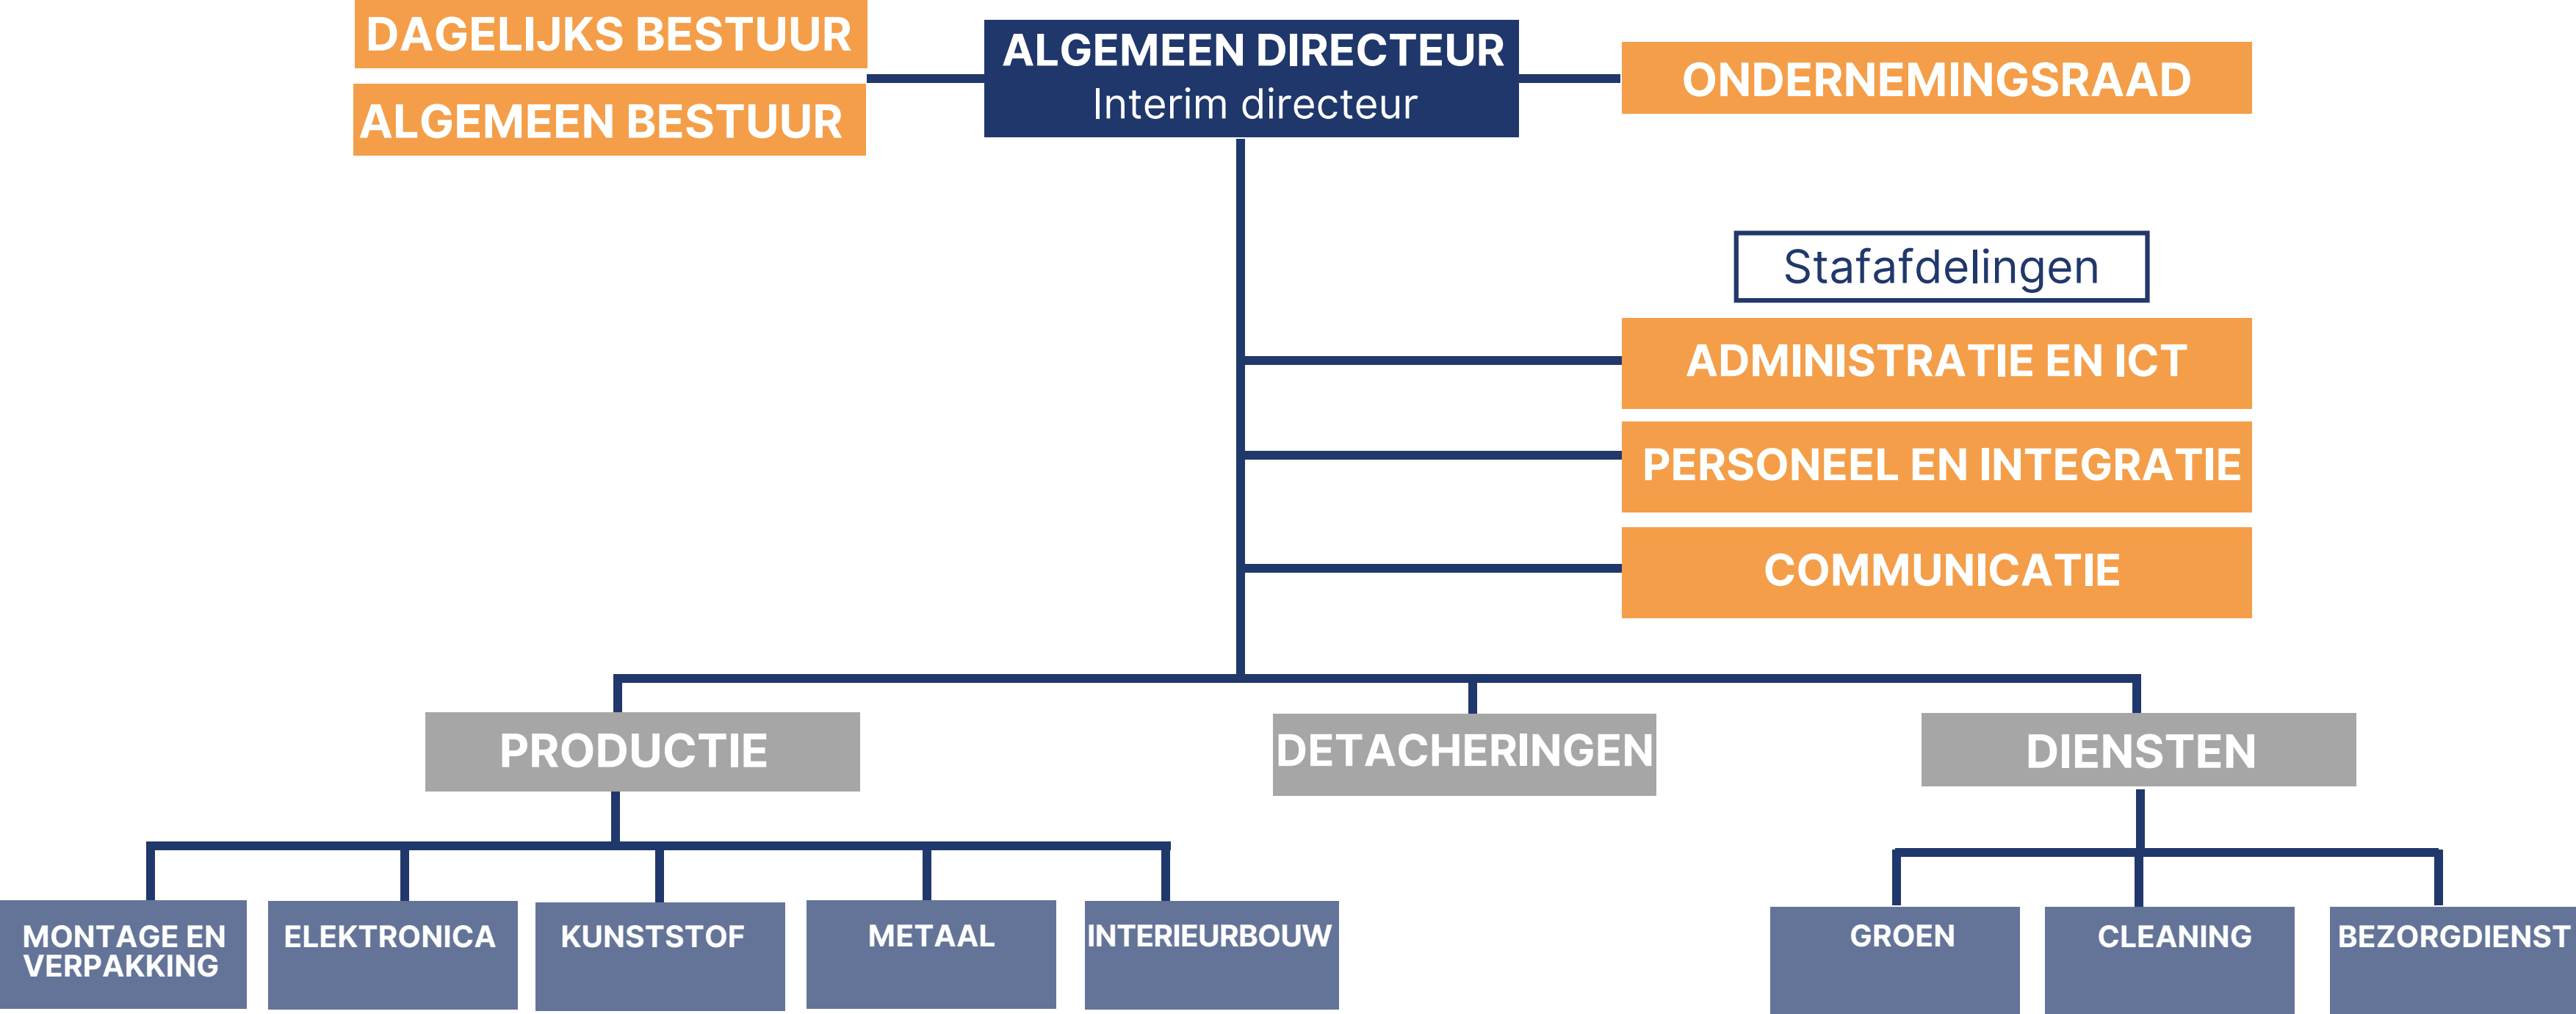 DAGELIJKS BESTUUR
ALGEMEEN BESTUUR
ALGEMEEN DIRECTEUR
Interim directeur
ONDERNEMINGSRAAD
Stafafdelingen
ADMINISTRATIE EN ICT
PERSONEEL EN INTEGRATIE
COMMUNICATIE
PRODUCTIE
DETACHERINGEN
DIENSTEN
MONTAGE EN
VERPAKKING
ELEKTRONICA
KUNSTSTOF
METAAL
INTERIEURBOUW
GROEN
CLEANING
BEZORGDIENST